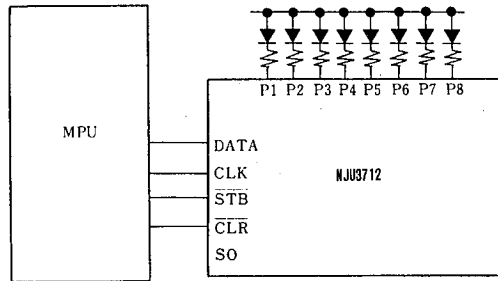 P1 P2 P3 P4 P5 P6 P7 P8
MPU
DATA
CLK
NJU3712
STB
CLR
SO